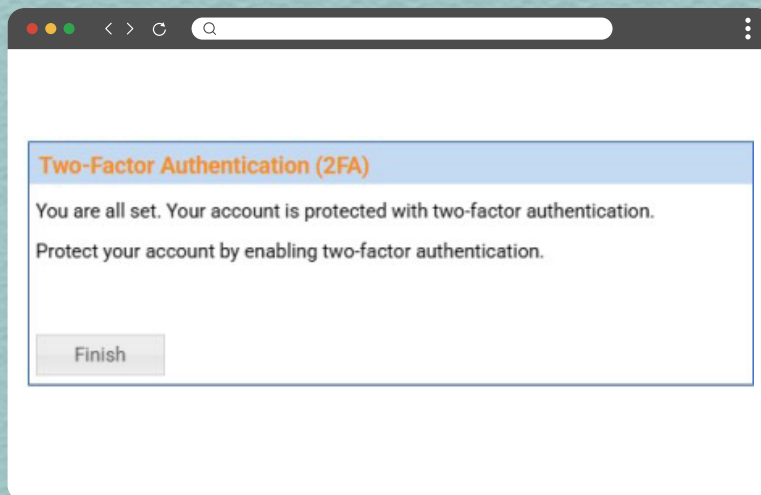 Two-Factor Authentication (2FA)
You are all set. Your account is protected with two-factor authentication.
Protect your account by enabling two-factor authentication.
Finish